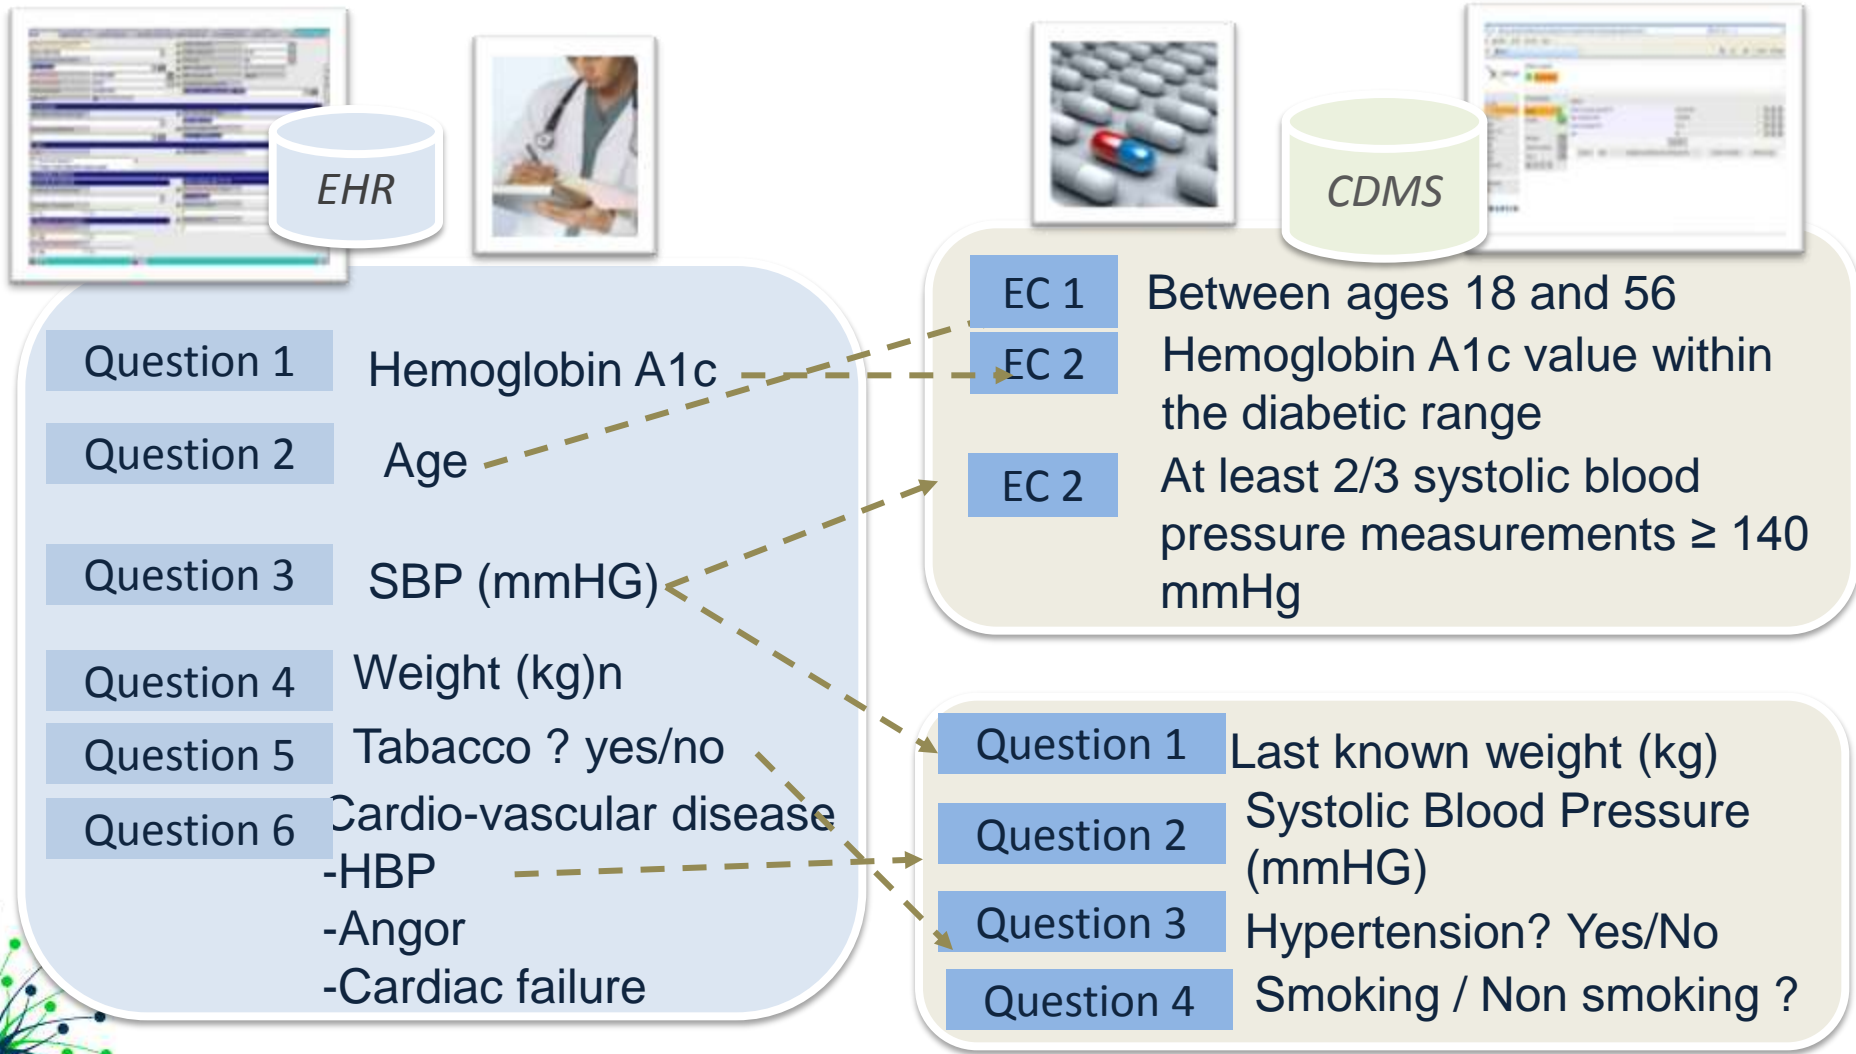 EHR
CDMS
Question 1 Hemoglobin A1c
Question 2 Age
Question 3 SBP (mmHG)
Question 4 Weight (kg)n
Question 5 Tabacco ? yes/no
Question 6 Cardio-vascular disease
-HBP
-Angor
-Cardiac failure
EC 1 Between ages 18 and 56
EC 2 Hemoglobin A1c value within
the diabetic range
EC 2 At least 2/3 systolic blood
pressure measurements ≥ 140
mmHg
Question 1 Last known weight (kg)
Question 2 Systolic Blood Pressure
(mmHG)
Question 3 Hypertension? Yes/No
Question 4 Smoking / Non smoking ?